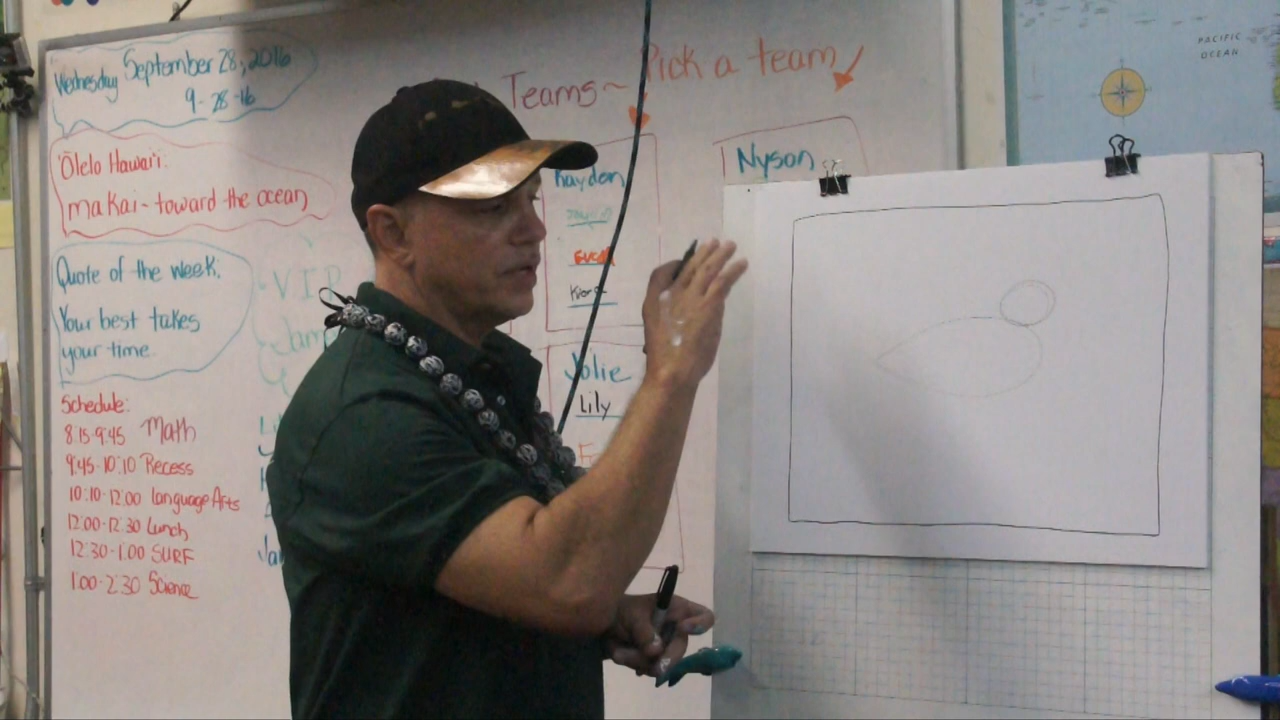 Wednesday September 28, 2016
9-28-16
'Ōlelo Hawai'i:
makai~toward the ocean
Quote of the week.
Your best takes
your time.
Schedule:
8:15-9:45 Math
9:45-10:10 Recess
10:10-12:00 Language Arts
12:00-12:30 Lunch
12:30-1:00 SURF
1:00-2:30 Science
VIP
Teams~ Pick a team
Kayden
Jolie
Lily
Nyson
PACIFIC
OCEAN